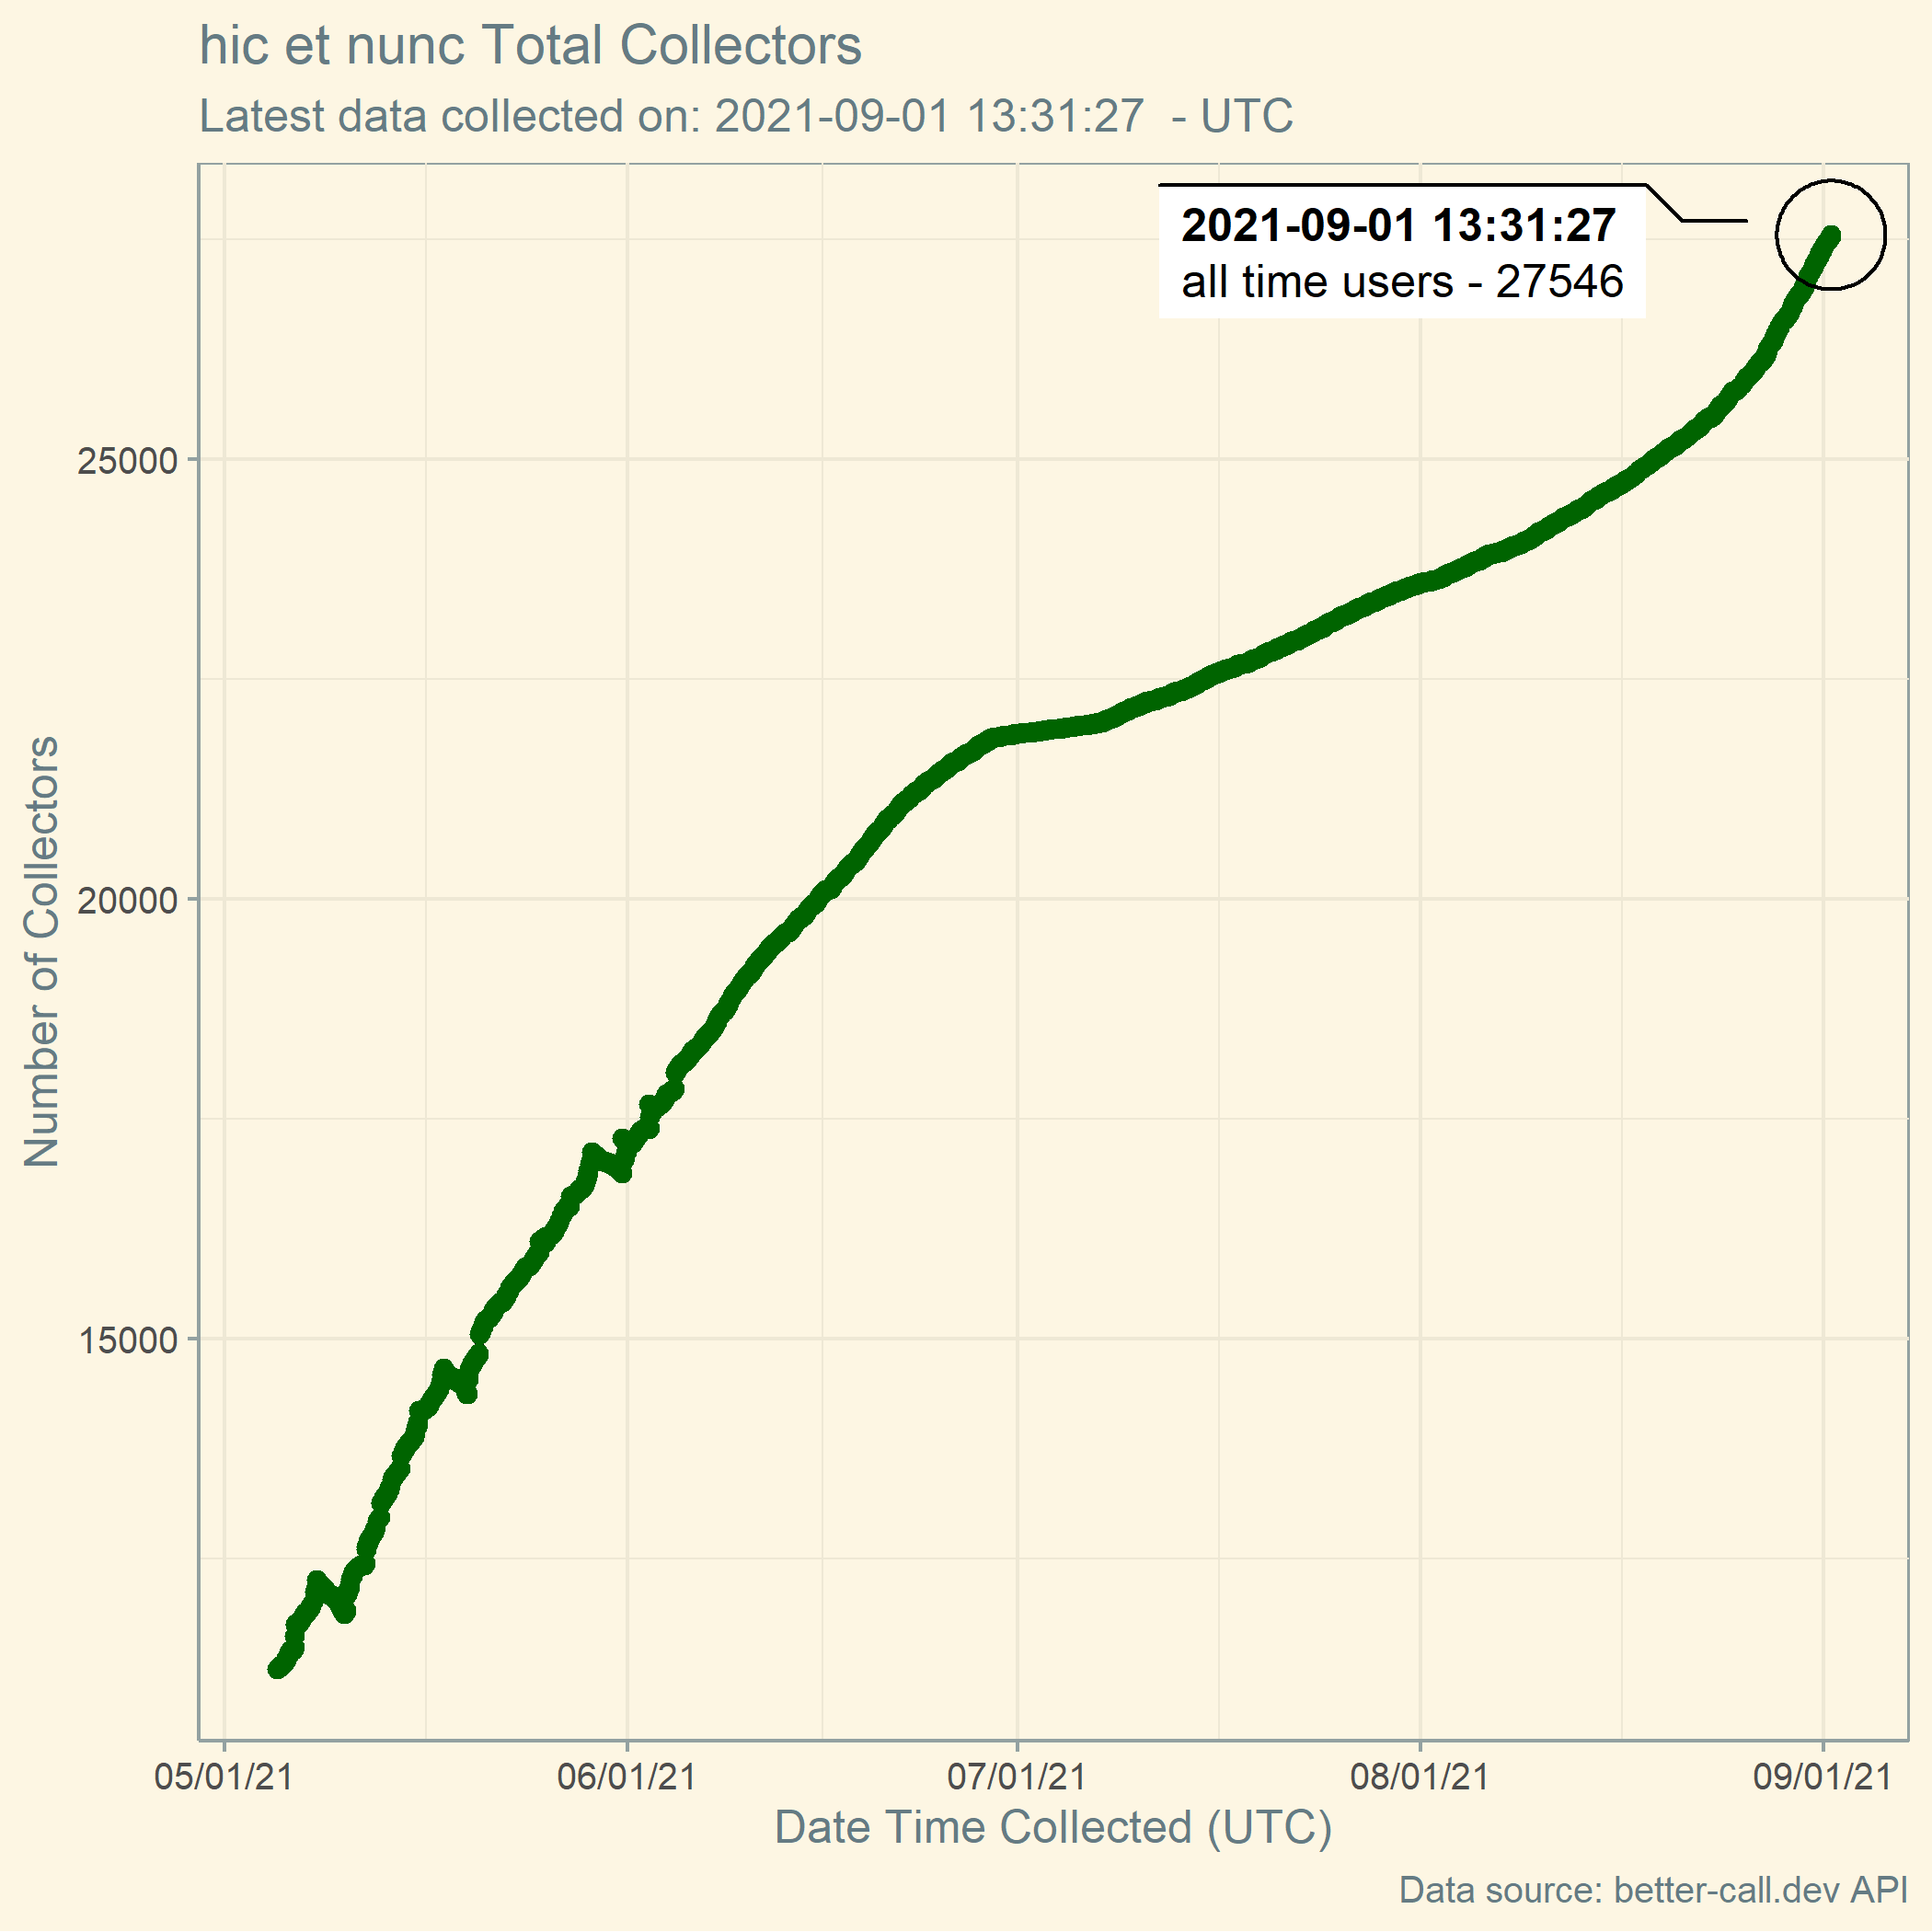 hic et nunc Total Collectors
Latest data collected on: 2021-09-01 13:31:27  - UTC
2021-09-01 13:31:27
all time users - 27546
Number of Collectors
25000
20000
15000
05/01/21
06/01/21
07/01/21
08/01/21
09/01/21
Date Time Collected (UTC)
Data source: better-call.dev API